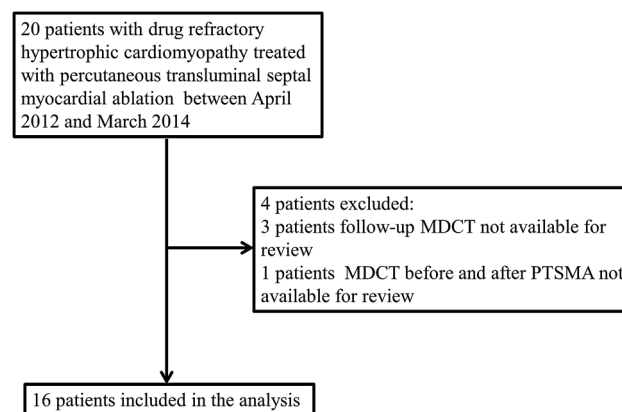 20 patients with drug refractory
hypertrophic cardiomyopathy treated
with percutaneous transluminal septal
myocardial ablation between April
2012 and March 2014
4 patients excluded:
3 patients follow-up MDCT not available for
review
1 patients MDCT before and after PTSMA not
available for review
16 patients included in the analysis